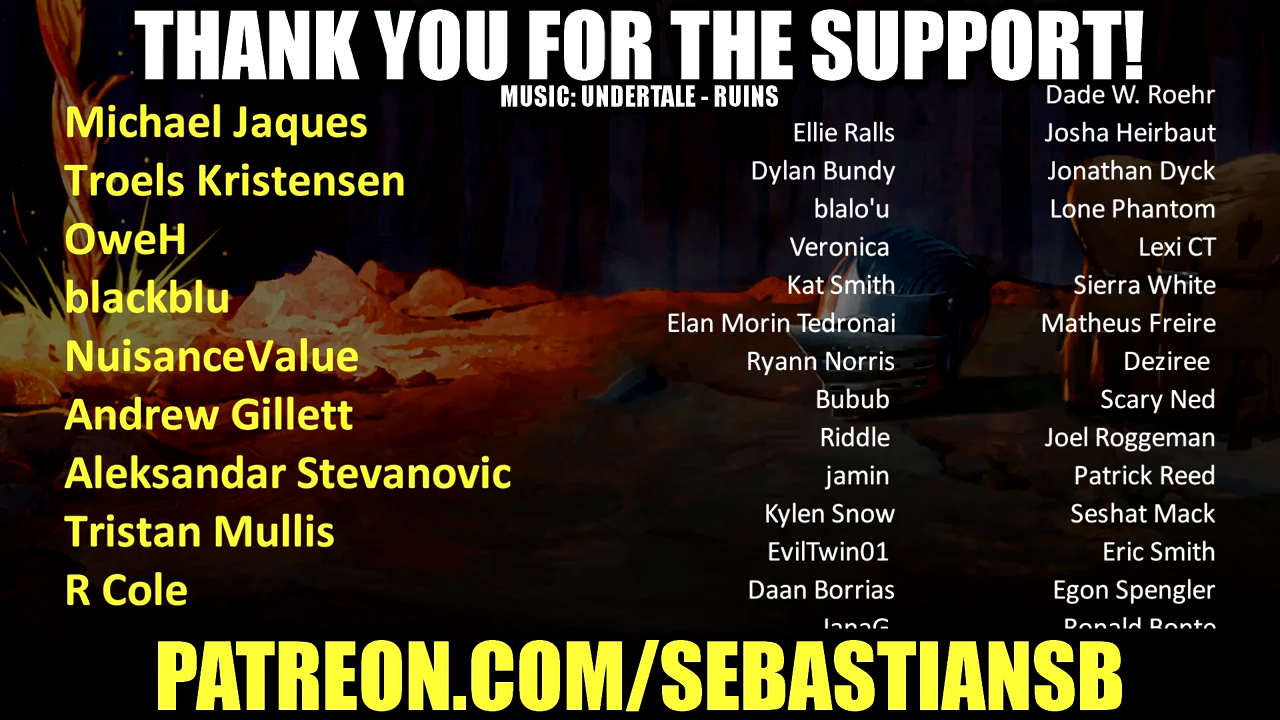 THANK YOU FOR THE SUPPORT!
MUSIC: UNDERTALE - RUINS
Michael Jaques
Troels Kristensen
OweH
blackblu
NuisanceValue
Andrew Gillett
Aleksandar Stevanovic
Tristan Mullis
R Cole
Ellie Ralls
Dylan Bundy
blalo'u
Veronica
Kat Smith
Elan Morin Tedronai
Ryann Norris
Bubub
Riddle
jamin
Kylen Snow
EvilTwin01
Daan Borrias
JanaG
Dade W. Roehr
Josha Heirbaut
Jonathan Dyck
Lone Phantom
Lexi CT
Sierra White
Matheus Freire
Deziree
Scary Ned
Joel Roggeman
Patrick Reed
Seshat Mack
Eric Smith
Egon Spengler
Ronald Bonte
PATREON.COM/SEBASTIANSB